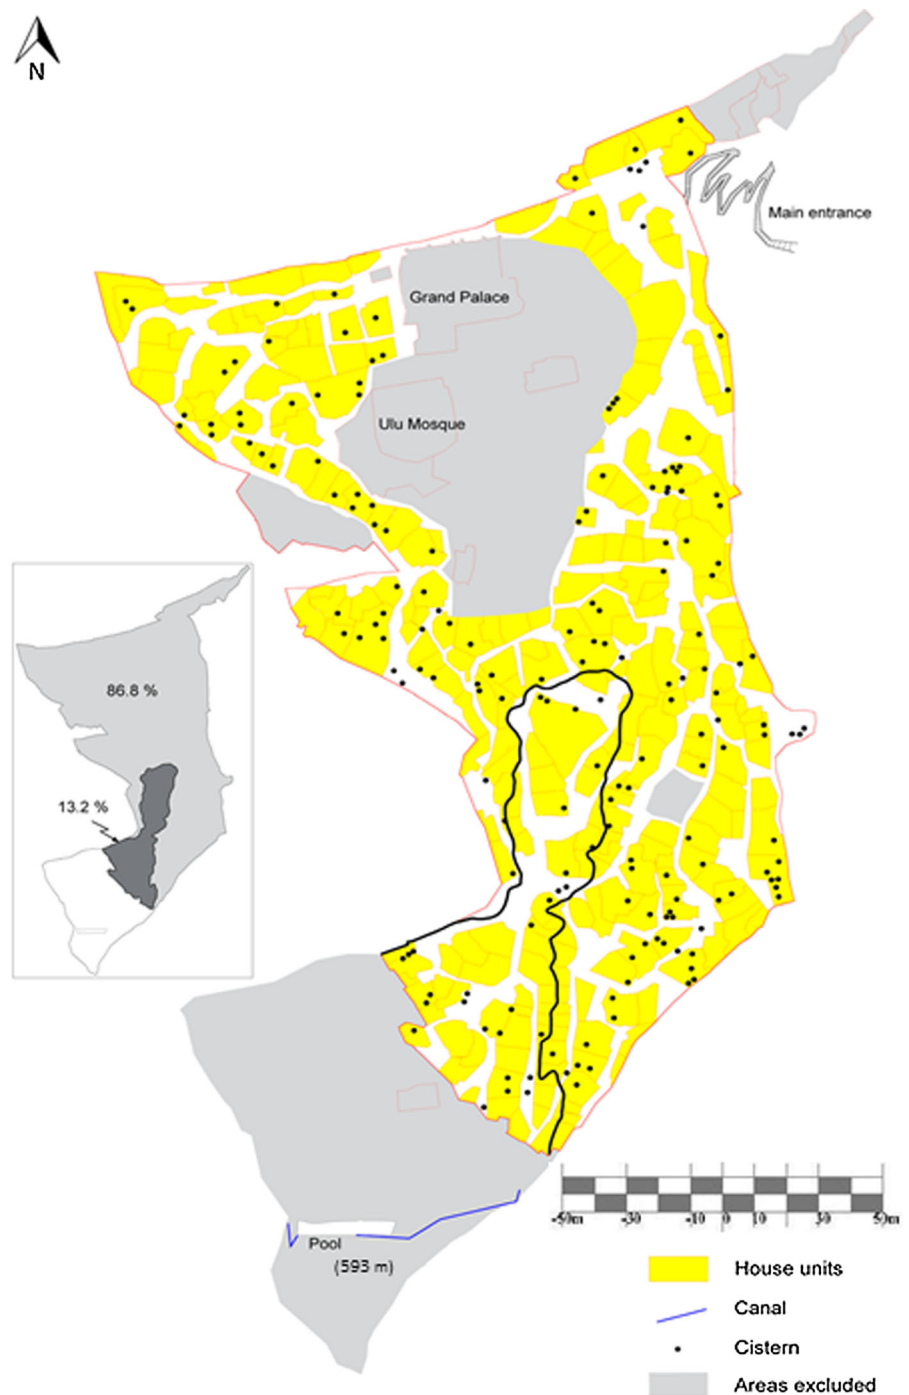 N
Main entrance
Grand Palace
Ulu Mosque
86.8 %
13.2 %
-50m -30 -10 0 10 30 50m
Pool
(593 m)
House units
Canal
Cistern
Areas excluded